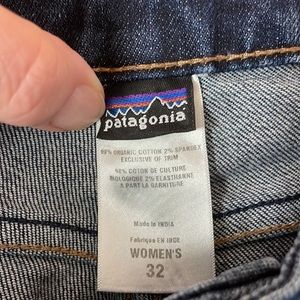 patagonia
98% ORGANIC COTTON 2% SPANDEX
EXCLUSIVE OF TRIM
98% COTON DE CULTURE
BIOLOGIQUE 2% ELASTHANNE
A PART LA GARNITURE
Made in INDIA
Fabriqué EN INDE
WOMEN'S
32